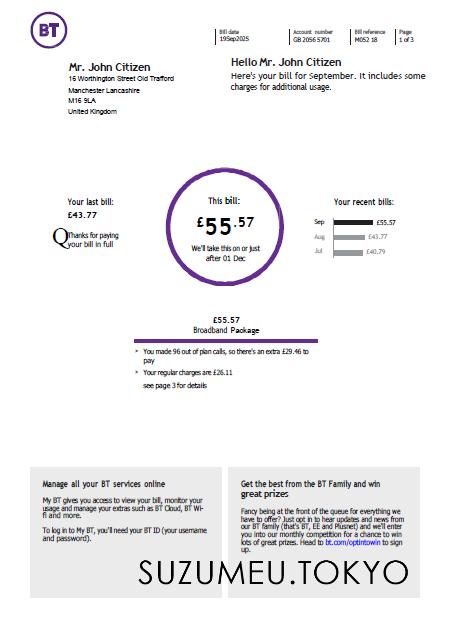 BT
Bill date
19Sep2025
Account number
GB 2056 5701
Bill reference
M052 18
Page
1 of 3
Mr. John Citizen
16 Worthington Street Old Trafford
Manchester Lancashire
M16 9LA
United Kingdom
Hello Mr. John Citizen
Here's your bill for September. It includes some
charges for additional usage.
Your last bill:
£43.77
Thanks for paying
your bill in full
This bill:
£55.57
We'll take this on or just
after 01 Dec
Your recent bills:
Sep £55.57
Aug £43.77
Jul £40.79
£55.57
Broadband Package
You made 96 out of plan calls, so there's an extra £29.46 to
pay
Your regular charges are £26.11
see page 3 for details
Manage all your BT services online
My BT gives you access to view your bill, monitor your
usage and manage your extras such as BT Cloud, BT Wi-
fi and more.
To log in to My BT, you'll need your BT ID (your username
and password).
Get the best from the BT Family and win
great prizes
Fancy being at the front of the queue for everything we
have to offer? Just opt in to hear updates and news from
our BT family (that's BT, EE and Plusnet) and we'll enter
you into our monthly competition for a chance to win
lots of great prizes. Head to bt.com/optintowin to sign
up.
SUZUMEU.TOKYO